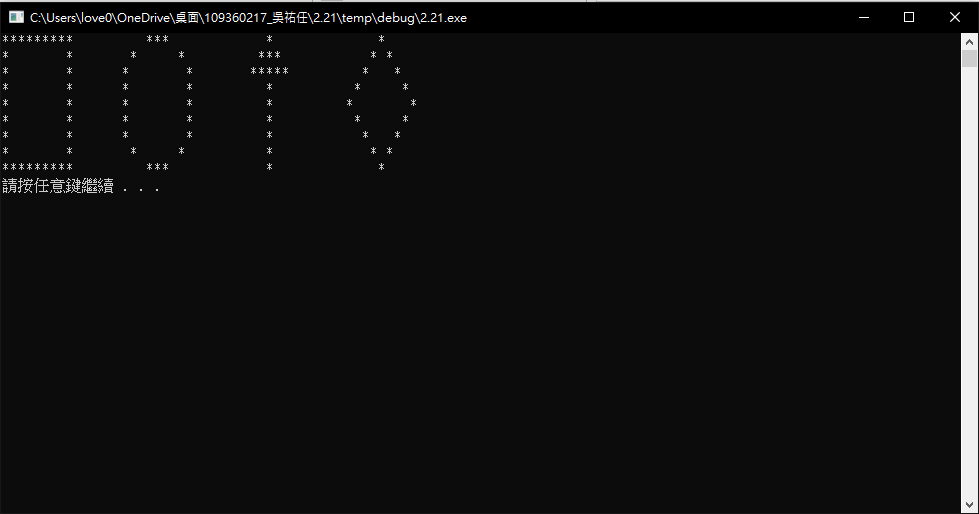 C:\Users\love0\OneDrive\桌面\109360217_吳祐任\2.21\temp\debug\2.21.exe
*********         ***            *             *
*       *       *     *         ***           * *
*       *      *       *       *****         *   *
*       *      *       *         *          *     *
*       *      *       *         *         *       *
*       *      *       *         *          *     *
*       *      *       *         *           *   *
*       *       *     *          *            * *
*********         ***            *             *
請按任意鍵繼續 . . .